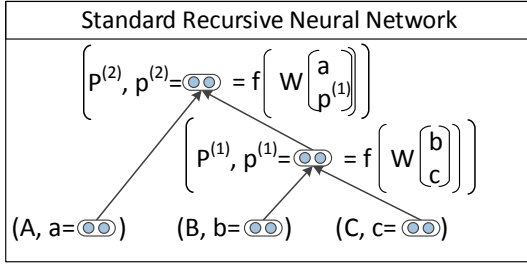 Standard Recursive Neural Network
(P⁽²⁾, p⁽²⁾= = f(W[a p⁽¹⁾]))
(P⁽¹⁾, p⁽¹⁾= = f(W[b c]))
(A, a= ) (B, b= ) (C, c= )